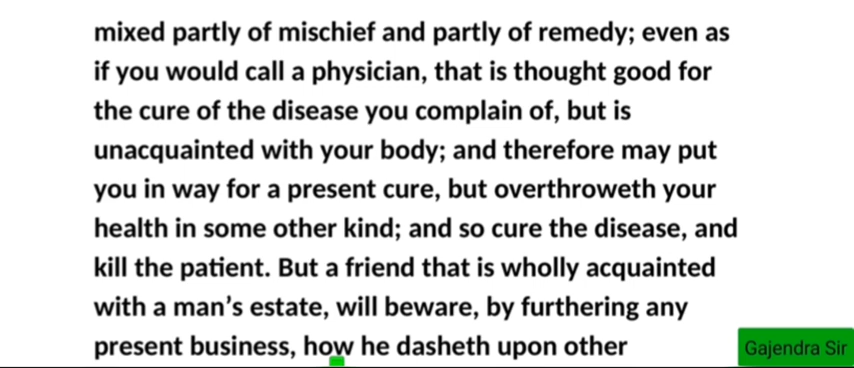 mixed partly of mischief and partly of remedy; even as
if you would call a physician, that is thought good for
the cure of the disease you complain of, but is
unacquainted with your body; and therefore may put
you in way for a present cure, but overthroweth your
health in some other kind; and so cure the disease, and
kill the patient. But a friend that is wholly acquainted
with a man’s estate, will beware, by furthering any
present business, how he dasheth upon other
Gajendra Sir